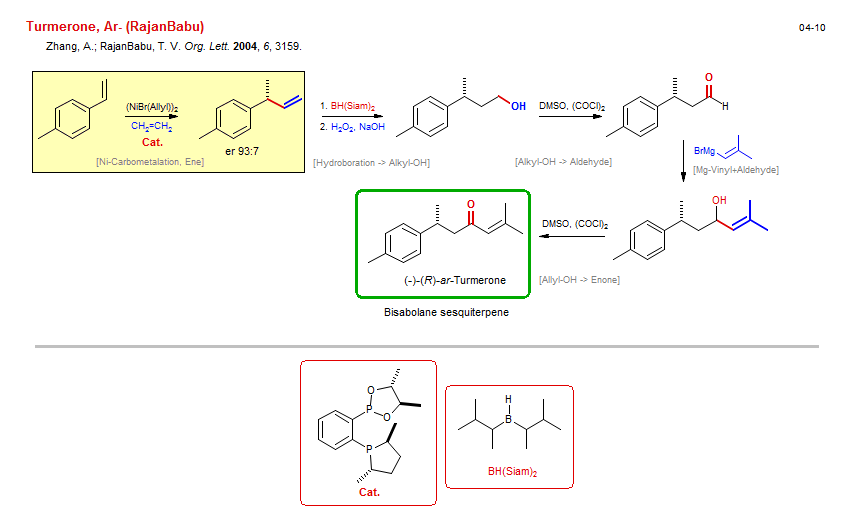 Turmerone, Ar- (RajanBabu)
04-10
Zhang, A.; RajanBabu, T. V. Org. Lett. 2004, 6, 3159.
(NiBr(Allyl))2
CH2=CH2
Cat.
er 93:7
[Ni-Carbometalation, Ene]
1. BH(Siam)2
2. H2O2, NaOH
[Hydroboration -> Alkyl-OH]
OH
DMSO, (COCl)2
[Alkyl-OH -> Aldehyde]
O
H
BrMg
[Mg-Vinyl+Aldehyde]
OH
DMSO, (COCl)2
[Allyl-OH -> Enone]
O
(-)-(R)-ar-Turmerone
Bisabolane sesquiterpene
O
P
O
P
Cat.
H
B
BH(Siam)2